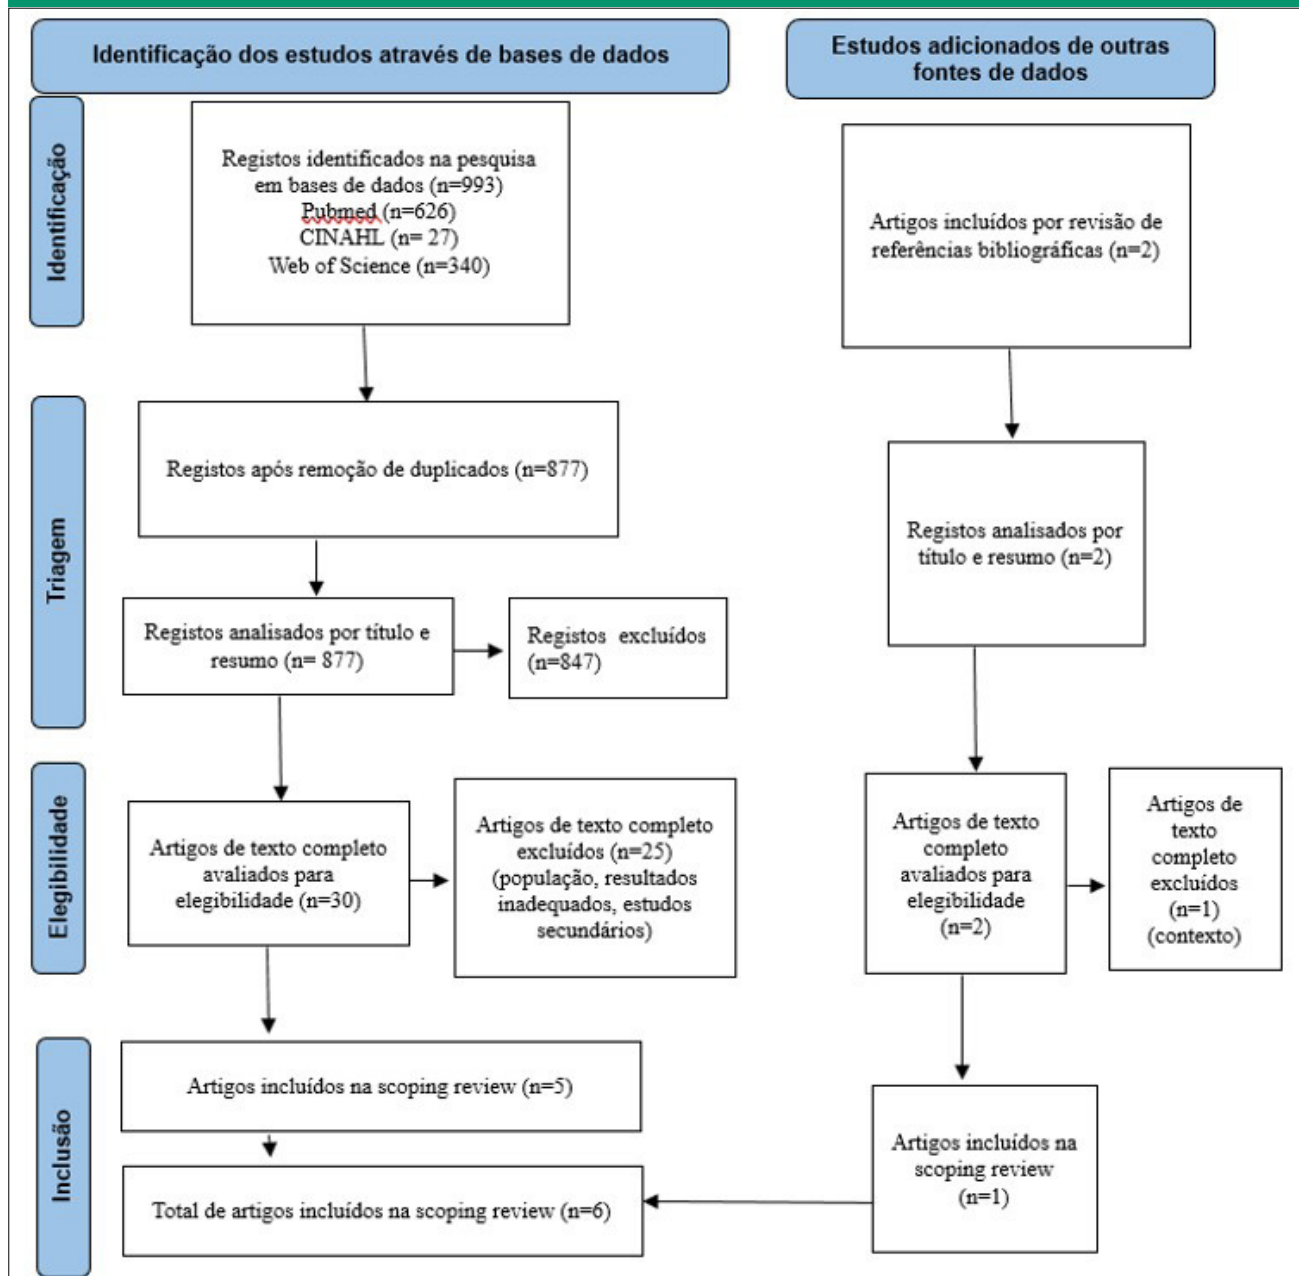 Identificação dos estudos através de bases de dados
Estudos adicionados de outras
fontes de dados
Identificação
Registos identificados na pesquisa
em bases de dados (n=993)
Pubmed (n=626)
CINAHL (n= 27)
Web of Science (n=340)
Artigos incluídos por revisão de
referências bibliográficas (n=2)
Triagem
Registos após remoção de duplicados (n=877)
Registos analisados por título e
resumo (n= 877)
Registos excluídos
(n=847)
Registos analisados por
título e resumo (n=2)
Elegibilidade
Artigos de texto completo
avaliados para
elegibilidade (n=30)
Artigos de texto completo
excluídos (n=25)
(população, resultados
inadequados, estudos
secundários)
Artigos de texto
completo
avaliados para
elegibilidade
(n=2)
Artigos de
texto
completo
excluídos
(n=1)
(contexto)
Inclusão
Artigos incluídos na scoping review (n=5)
Total de artigos incluídos na scoping review (n=6)
Artigos incluídos na
scoping review
(n=1)